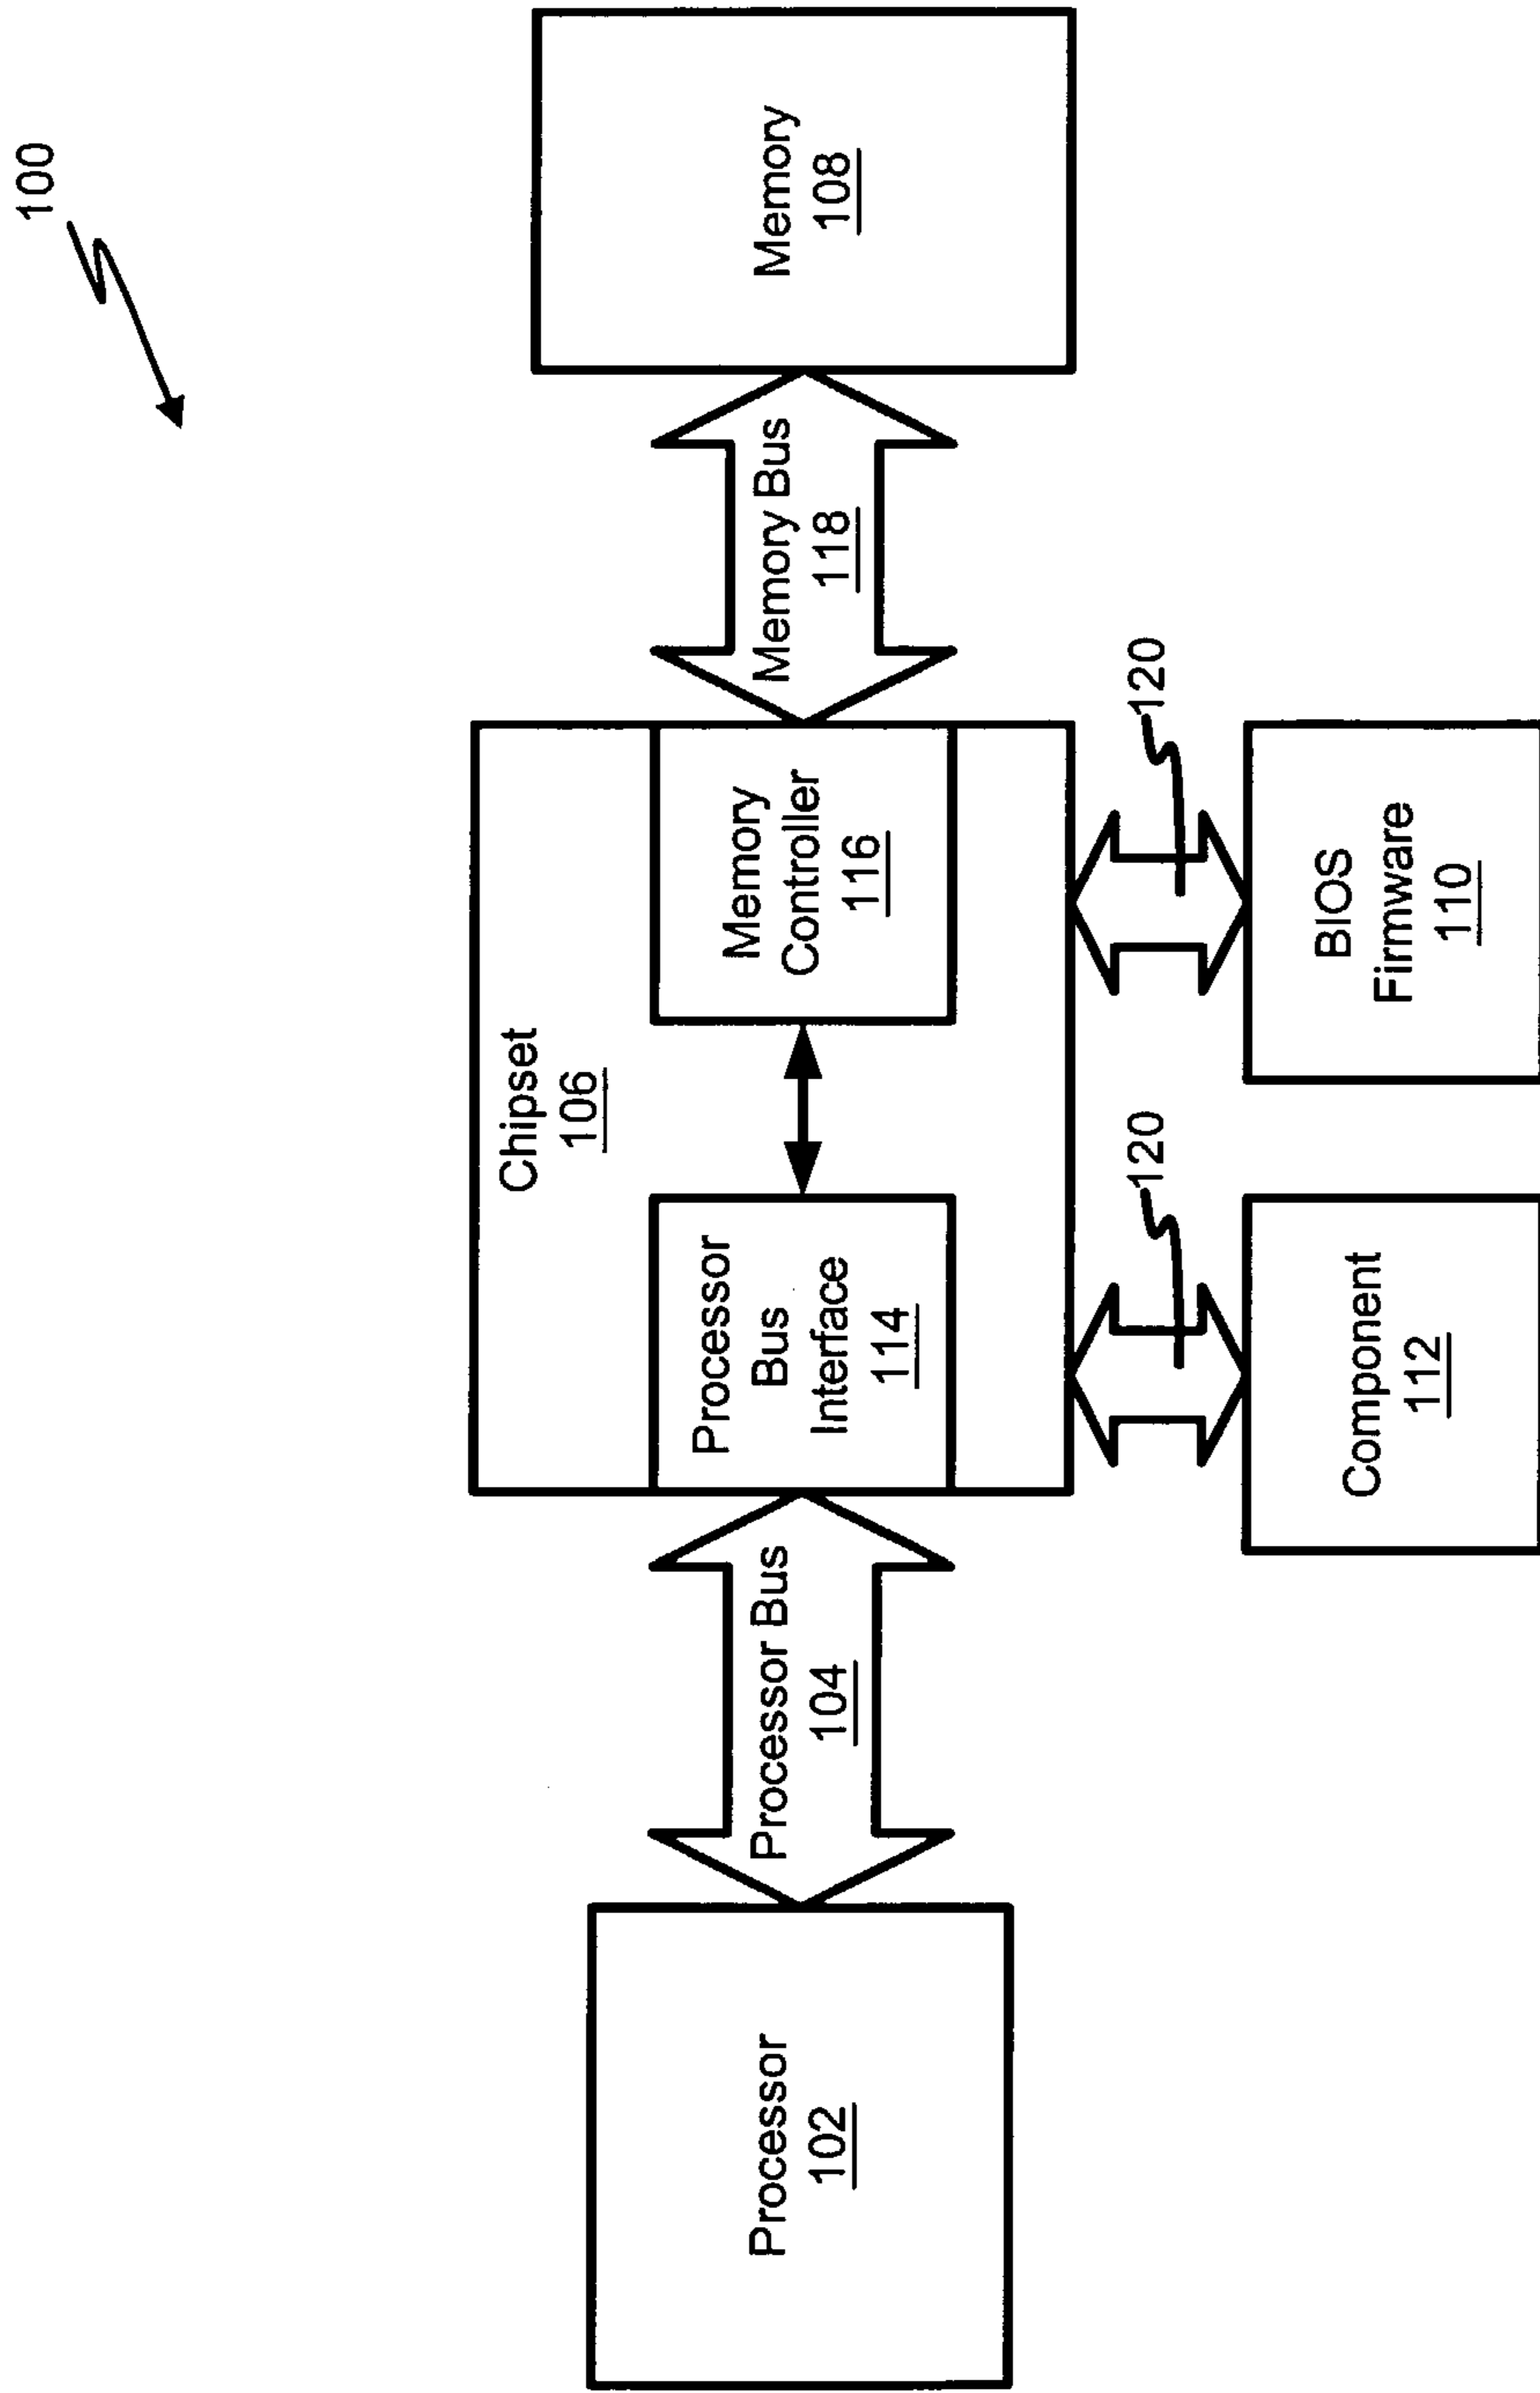 100
Chipset
106
Processor
102
Processor Bus
104
Processor
Bus
Interface
114
Memory
Controller
116
Memory Bus
118
Memory
108
120
120
Component
112
BIOS
Firmware
110